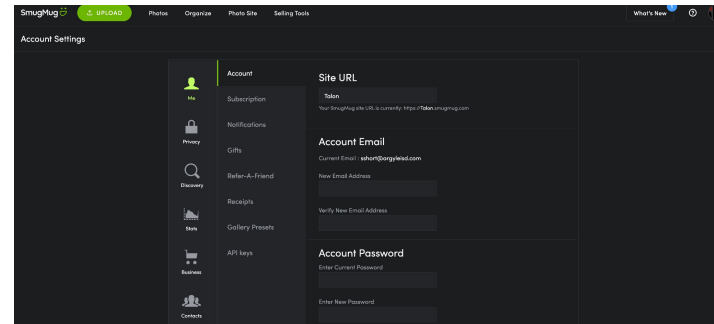 SmugMug UPLOAD Photos Organize Photo Site Selling Tools What's New 1
Account Settings
Me
Privacy
Discovery
Stats
Business
Contacts
Account
Subscription
Notifications
Gifts
Refer-A-Friend
Receipts
Gallery Presets
API keys
Site URL
Talon
Your SmugMug site URL is currently: https://Talon.smugmug.com
Account Email
Current Email : sshort@argyleisd.com
New Email Address
Verify New Email Address
Account Password
Enter Current Password
Enter New Password